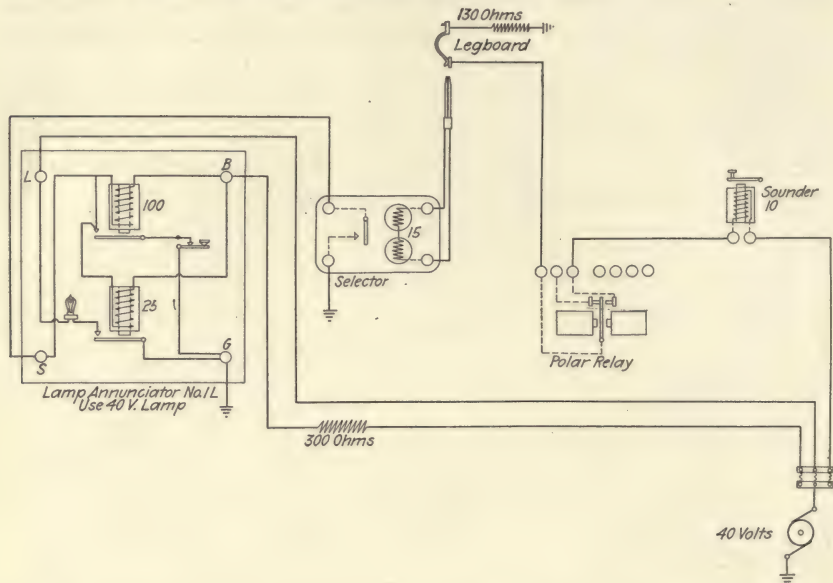 130 Ohms
Legboard
L
B
100
25
S
G
Lamp Annunciator No.1L
Use 40 V. Lamp
15
Selector
Sounder
10
Polar Relay
300 Ohms
40 Volts